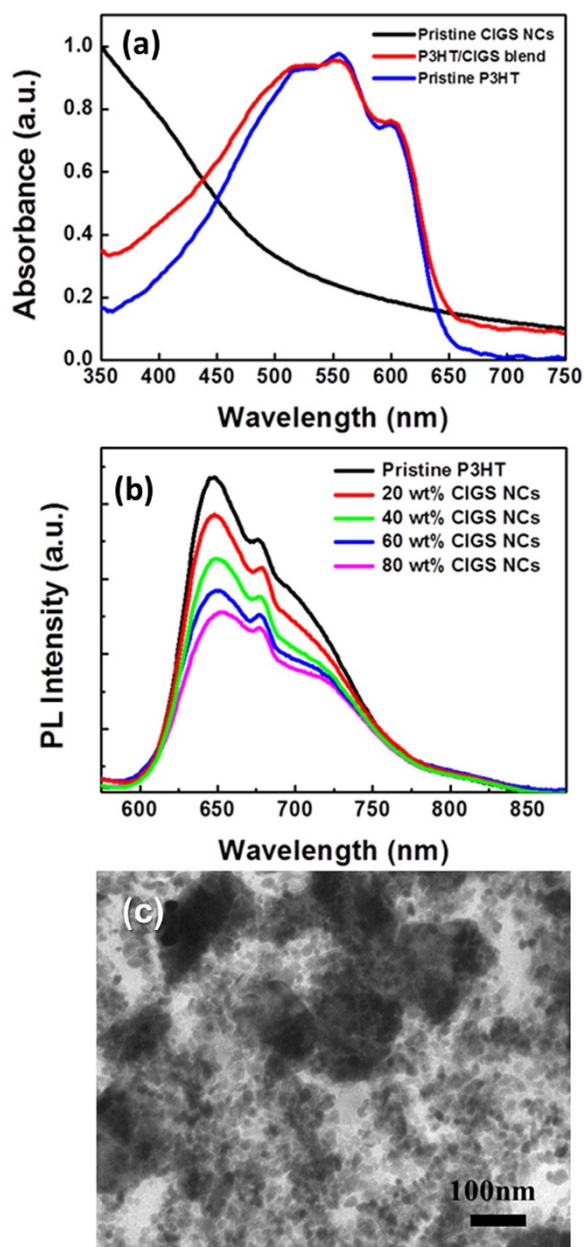 (a)
Pristine CIGS NCs
P3HT/CIGS blend
Pristine P3HT
Absorbance (a.u.)
1.0
0.8
0.6
0.4
0.2
0.0
350 400 450 500 550 600 650 700 750
Wavelength (nm)
(b)
Pristine P3HT
20 wt% CIGS NCs
40 wt% CIGS NCs
60 wt% CIGS NCs
80 wt% CIGS NCs
PL Intensity (a.u.)
600 650 700 750 800 850
Wavelength (nm)
(c)
100nm